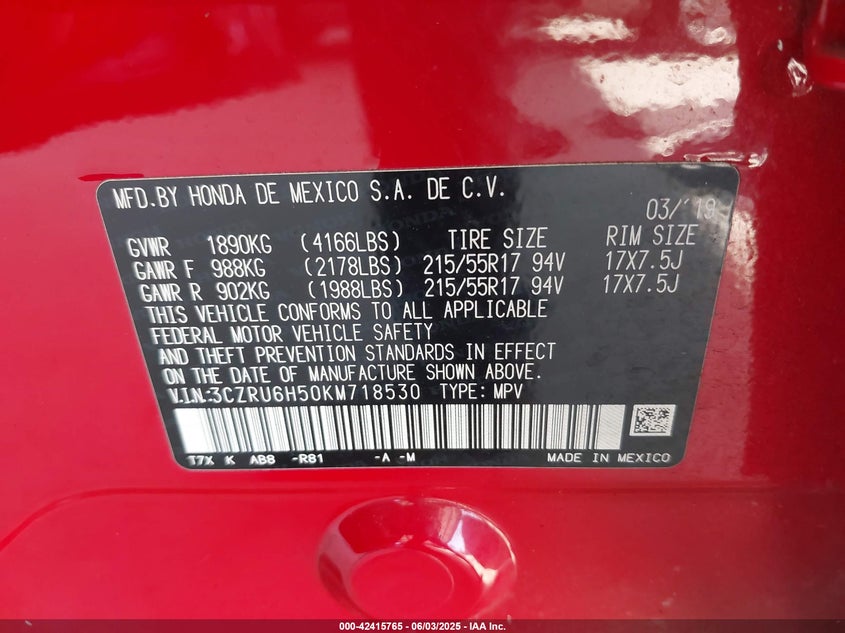 MFD.BY HONDA DE MEXICO S.A. DE C.V.
03/'19
GVWR 1890KG (4166LBS) TIRE SIZE RIM SIZE
GAWR F 988KG (2178LBS) 215/55R17 94V 17X7.5J
GAWR R 902KG (1988LBS) 215/55R17 94V 17X7.5J
THIS VEHICLE CONFORMS TO ALL APPLICABLE
FEDERAL MOTOR VEHICLE SAFETY
AND THEFT PREVENTION STANDARDS IN EFFECT
ON THE DATE OF MANUFACTURE SHOWN ABOVE.
V.I.N:3CZRU6H50KM718530 TYPE: MPV
T7X K AB8 -R81 -A -M MADE IN MEXICO
000-42415765 - 06/03/2025 - IAA Inc.